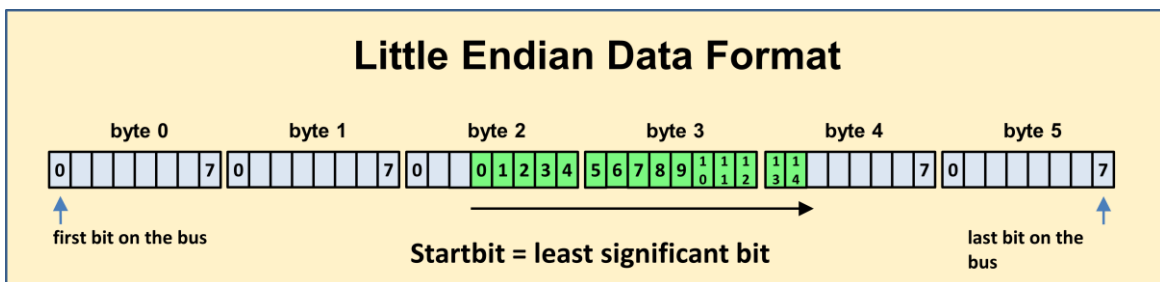 Little Endian Data Format
byte 0 byte 1 byte 2 byte 3 byte 4 byte 5
0 7 0 7 0 0 1 2 3 4 5 6 7 8 9 10 11 12 13 14 7 0 7
first bit on the bus
Startbit = least significant bit
last bit on the
bus